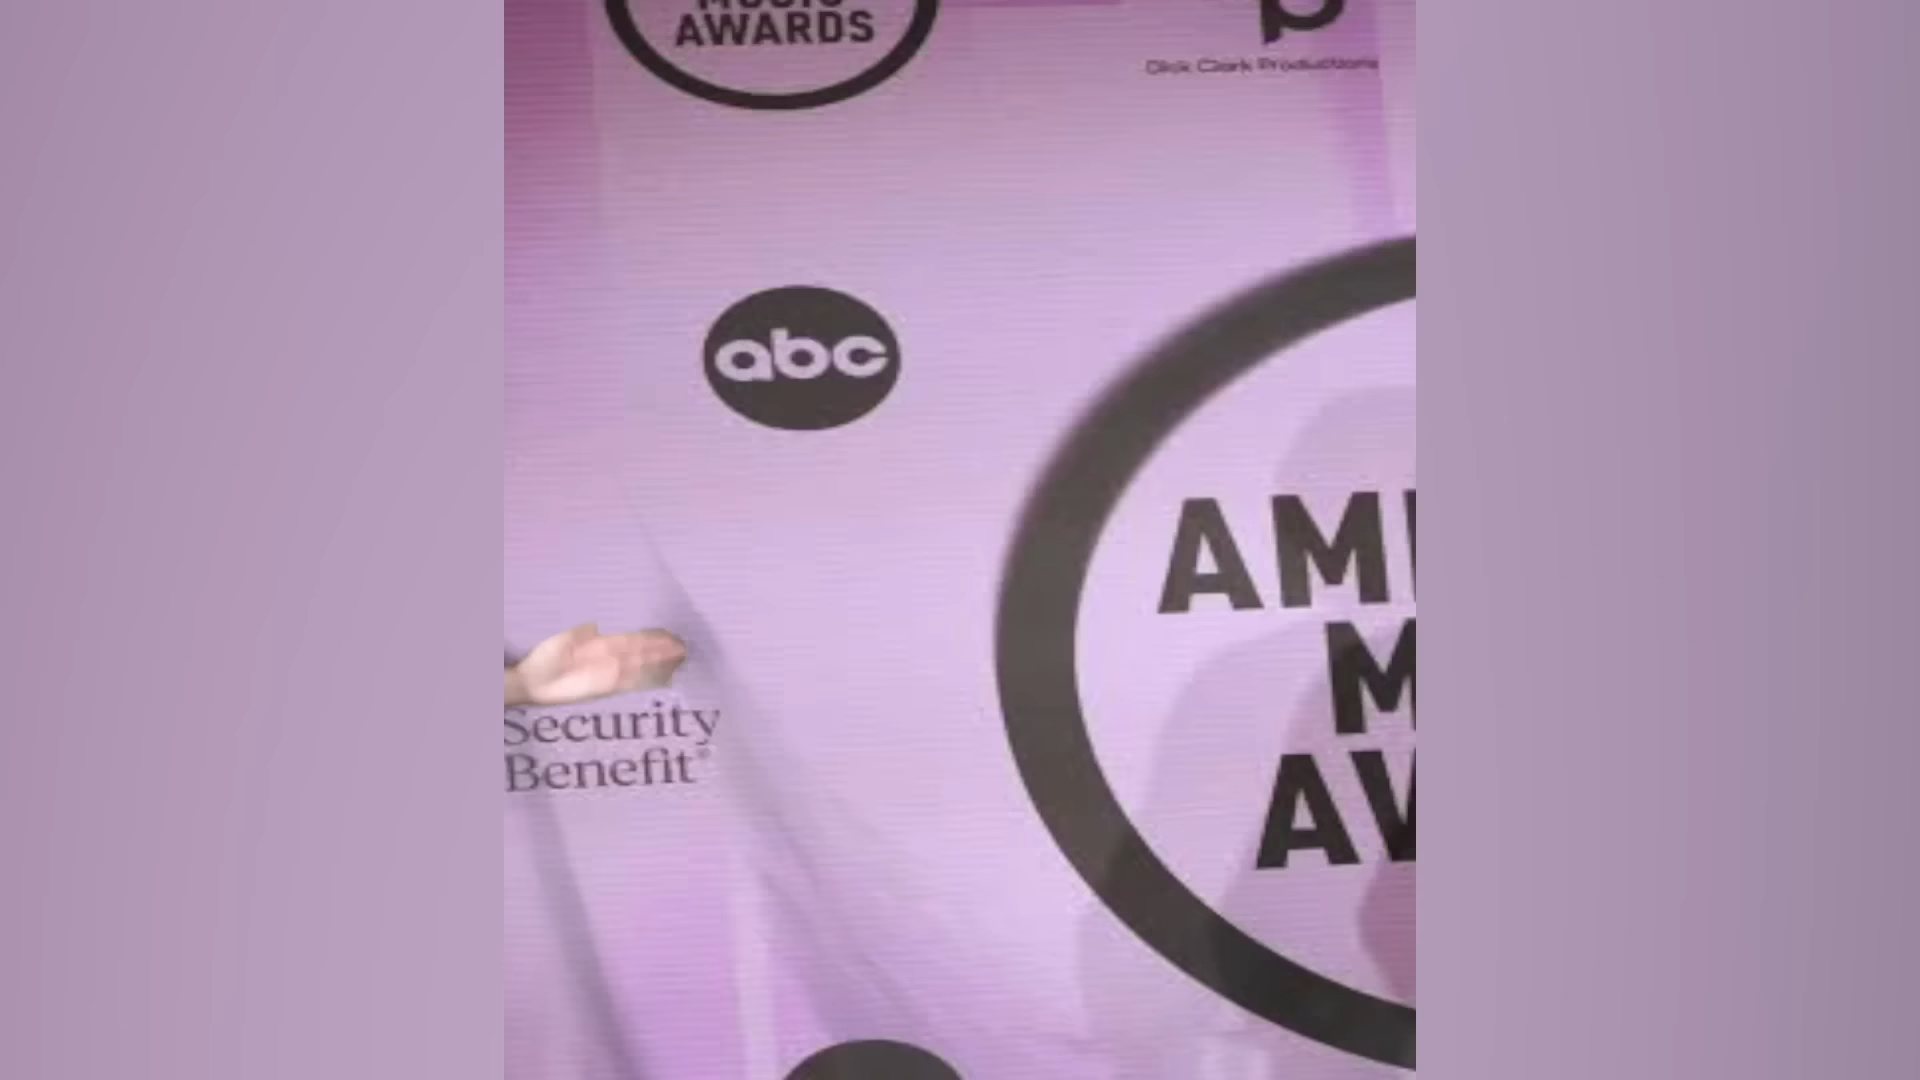 AWARDS
Dick Clark Productions
abc
AM
M
AW
Security
Benefit®